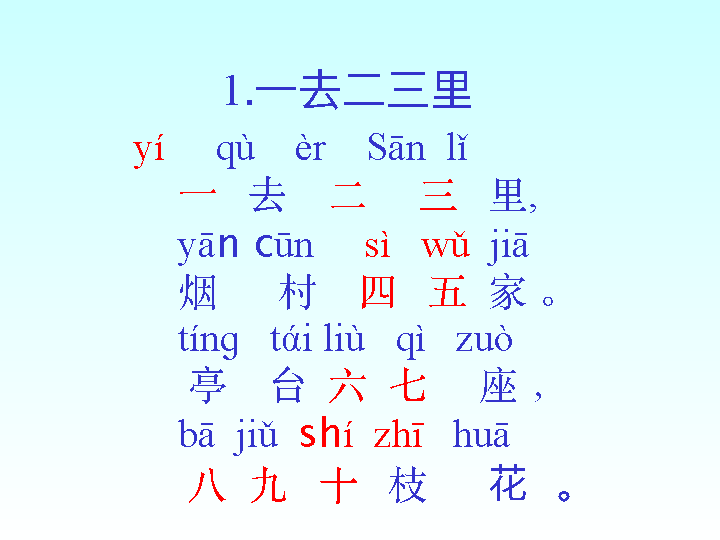 1.一去二三里
yí qù èr Sān lǐ
一 去 二 三 里,
yān cūn sì wǔ jiā
烟 村 四 五 家 。
tíng tái liù qì zuò
亭 台 六 七 座 ,
bā jiǔ shí zhī huā
八 九 十 枝 花 。